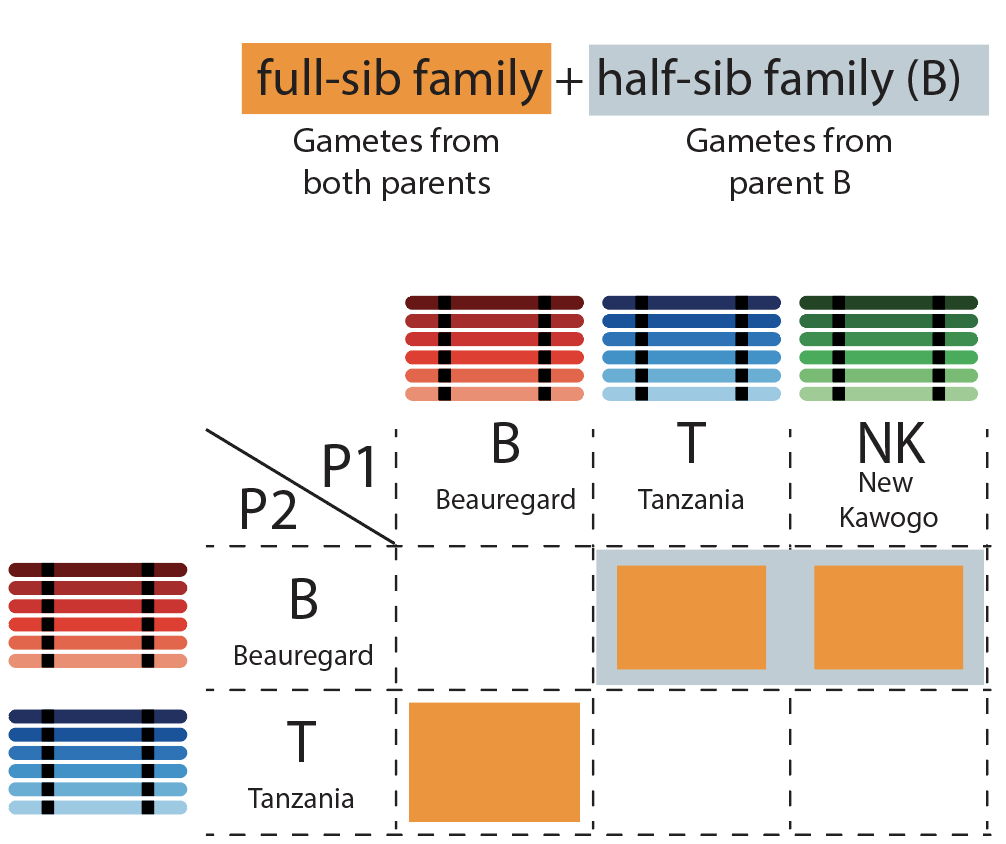 full-sib family + half-sib family (B)
Gametes from
both parents
Gametes from
parent B
P1
P2
B
Beauregard
T
Tanzania
NK
New
Kawogo
B
Beauregard
T
Tanzania